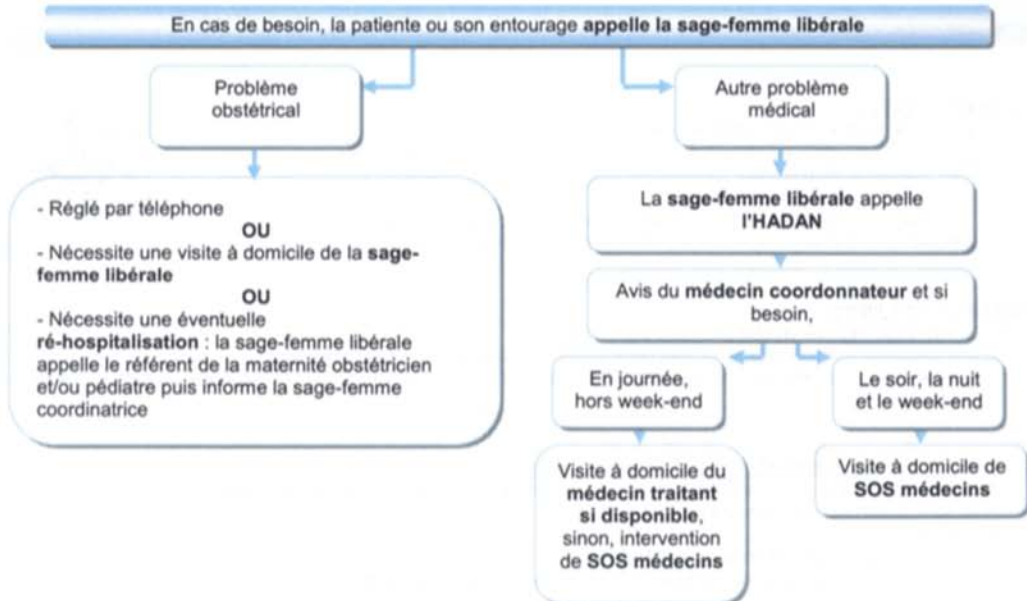 En cas de besoin, la patiente ou son entourage appelle la sage-femme libérale
Problème
obstétrical
- Réglé par téléphone
OU
- Nécessite une visite à domicile de la sage-
femme libérale
OU
- Nécessite une éventuelle
ré-hospitalisation : la sage-femme libérale
appelle le référent de la maternité obstétricien
et/ou pédiatre puis informe la sage-femme
coordinatrice
Autre problème
médical
La sage-femme libérale appelle
l'HADAN
Avis du médecin coordonnateur et si
besoin,
En journée,
hors week-end
Visite à domicile du
médecin traitant
si disponible,
sinon, intervention
de SOS médecins
Le soir, la nuit
et le week-end
Visite à domicile de
SOS médecins